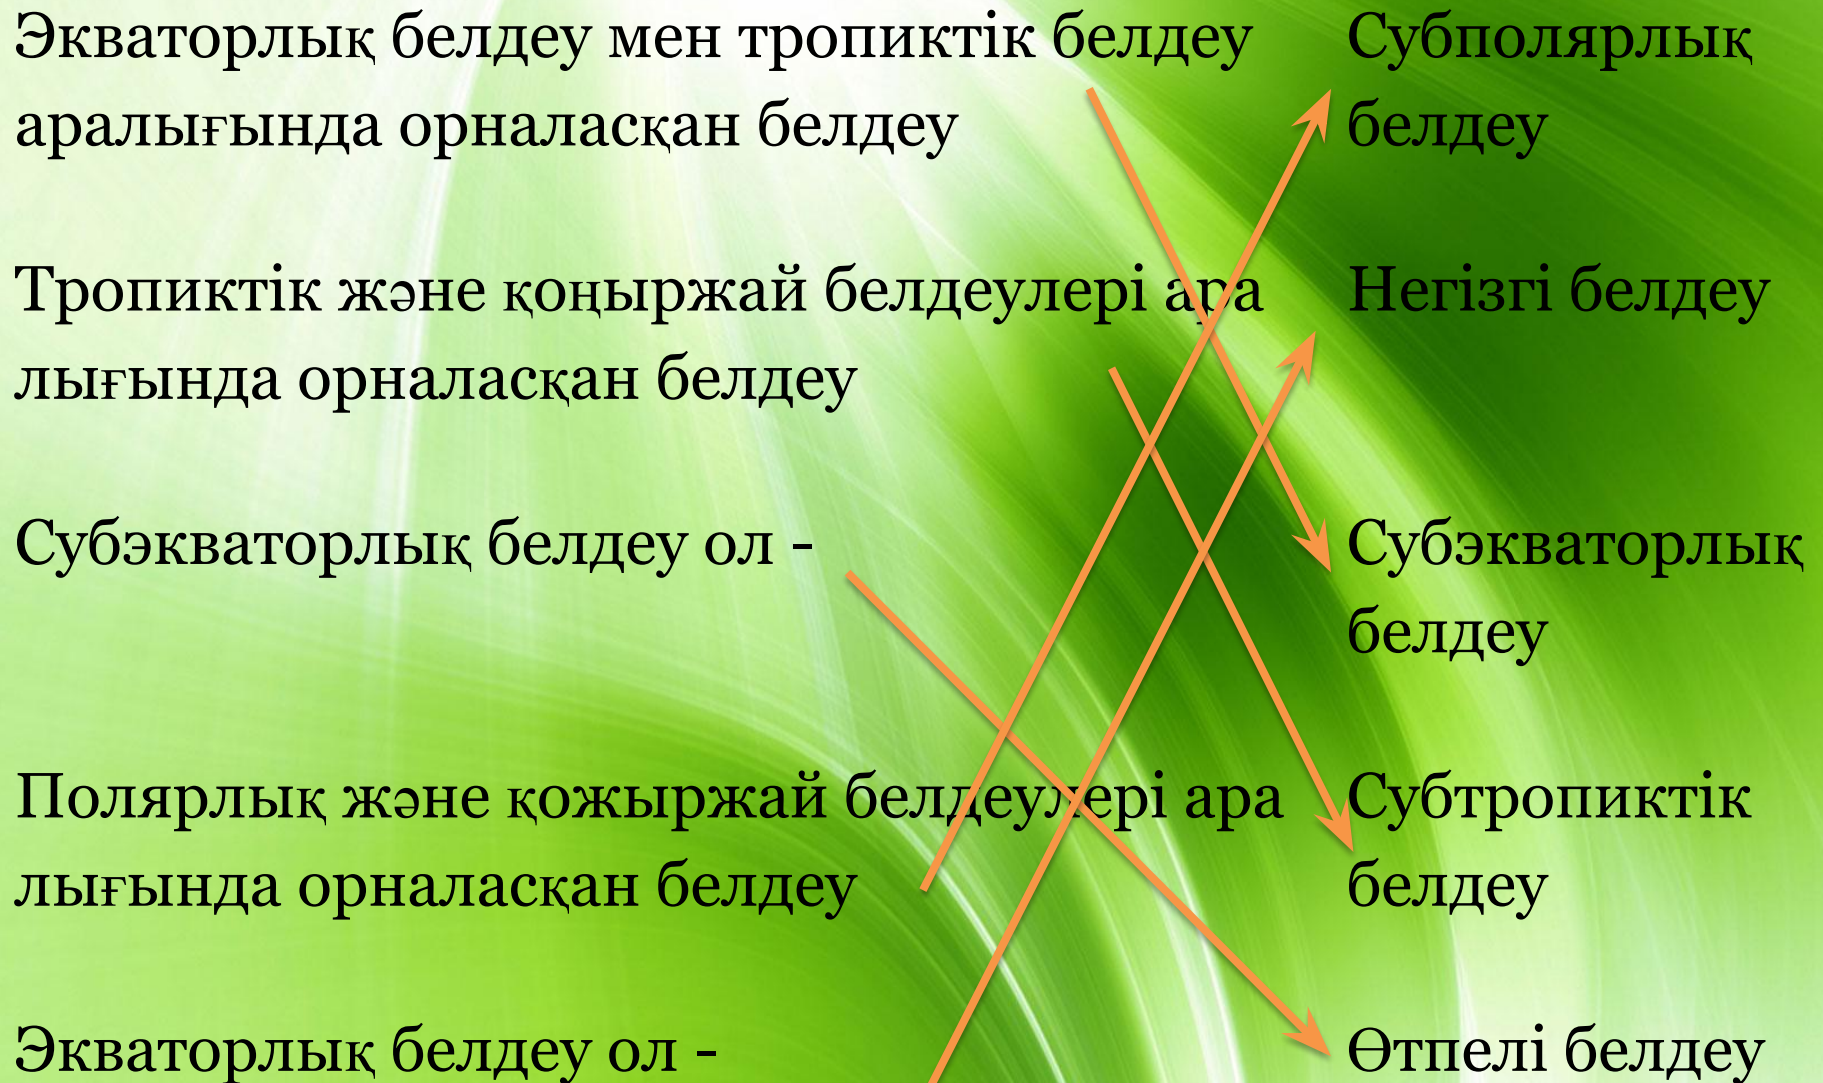 Экваторлық белдеу мен тропиктік белдеу
аралығында орналасқан белдеу
Субполярлық
белдеу
Тропиктік және қоңыржай белдеулері ара
лығында орналасқан белдеу
Негізгі белдеу
Субэкваторлық белдеу ол -
Субэкваторлық
белдеу
Полярлық және қожыржай белдеулері ара
лығында орналасқан белдеу
Субтропиктік
белдеу
Экваторлық белдеу ол -
Өтпелі белдеу